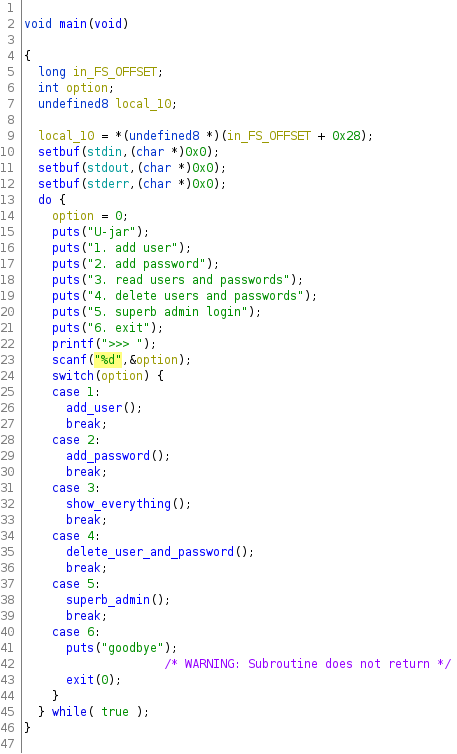 1
2 void main(void)
3
4 {
5 long in_FS_OFFSET;
6 int option;
7 undefined8 local_10;
8
9 local_10 = *(undefined8 *)(in_FS_OFFSET + 0x28);
10 setbuf(stdin,(char *)0x0);
11 setbuf(stdout,(char *)0x0);
12 setbuf(stderr,(char *)0x0);
13 do {
14 option = 0;
15 puts("U-jar");
16 puts("1. add user");
17 puts("2. add password");
18 puts("3. read users and passwords");
19 puts("4. delete users and passwords");
20 puts("5. superb admin login");
21 puts("6. exit");
22 printf(">>> ");
23 scanf("%d",&option);
24 switch(option) {
25 case 1:
26 add_user();
27 break;
28 case 2:
29 add_password();
30 break;
31 case 3:
32 show_everything();
33 break;
34 case 4:
35 delete_user_and_password();
36 break;
37 case 5:
38 superb_admin();
39 break;
40 case 6:
41 puts("goodbye");
42 /* WARNING: Subroutine does not return */
43 exit(0);
44 }
45 } while( true );
46 }
47